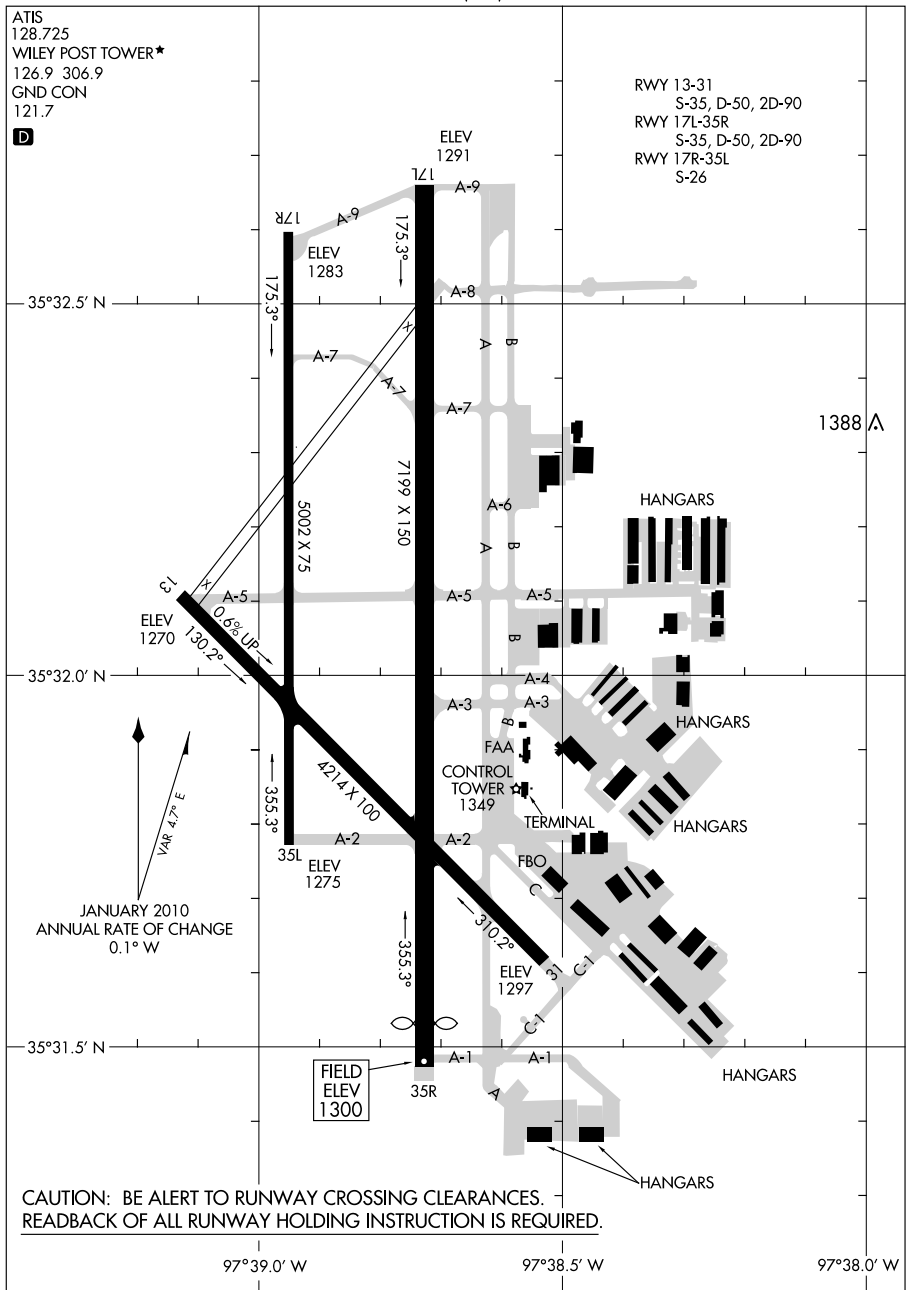 ATIS
128.725
WILEY POST TOWER★
126.9 306.9
GND CON
121.7
D
RWY 13-31
S-35, D-50, 2D-90
RWY 17L-35R
S-35, D-50, 2D-90
RWY 17R-35L
S-26
ELEV
1291
17L
A-9
A-9
17R
ELEV
1283
175.3°
175.3°
35°32.5' N
A-8
X
A
B
A-7
A-7
A-7
1388
7199 X 150
5002 X 75
A-6
HANGARS
A
B
13
X
A-5
A-5
A-5
ELEV
1270
0.6% UP
130.2°
B
35°32.0' N
A-4
A-3
A-3
B
HANGARS
FAA
CONTROL
TOWER
1349
TERMINAL
HANGARS
4214 X 100
355.3°
VAR 4.7° E
A-2
A-2
35L
ELEV
1275
FBO
C
JANUARY 2010
ANNUAL RATE OF CHANGE
0.1° W
310.2°
355.3°
ELEV
1297
31
C-1
C-1
35°31.5' N
A-1
A-1
FIELD
ELEV
1300
35R
A
HANGARS
HANGARS
CAUTION: BE ALERT TO RUNWAY CROSSING CLEARANCES.
READBACK OF ALL RUNWAY HOLDING INSTRUCTION IS REQUIRED.
97°39.0' W
97°38.5' W
97°38.0' W